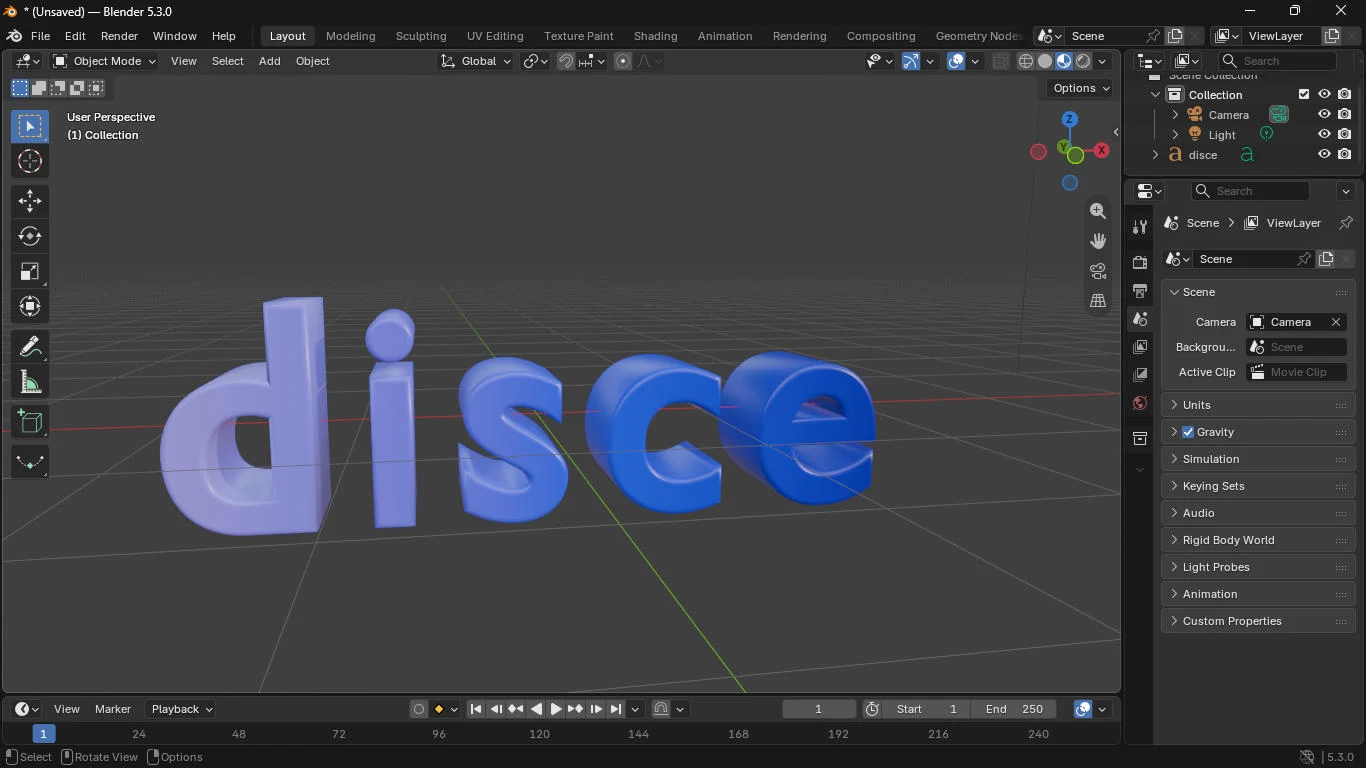 * (Unsaved) — Blender 5.3.0
File Edit Render Window Help Layout Modeling Sculpting UV Editing Texture Paint Shading Animation Rendering Compositing Geometry Nodes Scene ViewLayer
Object Mode View Select Add Object Global Search
Options
User Perspective
(1) Collection
Z
Y
X
disce
Scene Collection
Collection
Camera
Light
disce
Search
Scene ViewLayer
Scene
Scene
Camera Camera
Backgrou... Scene
Active Clip Movie Clip
Units
Gravity
Simulation
Keying Sets
Audio
Rigid Body World
Light Probes
Animation
Custom Properties
View Marker Playback 1 Start 1 End 250
1 24 48 72 96 120 144 168 192 216 240
Select Rotate View Options 5.3.0